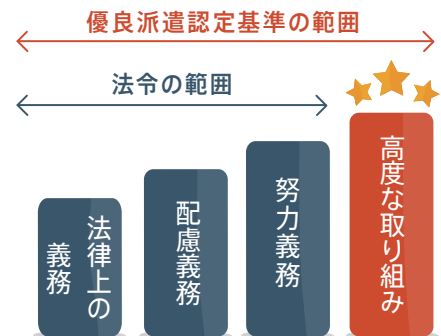 優良派遣認定基準の範囲
法令の範囲
法律上の
義務
配慮義務
努力義務
高度な取り組み